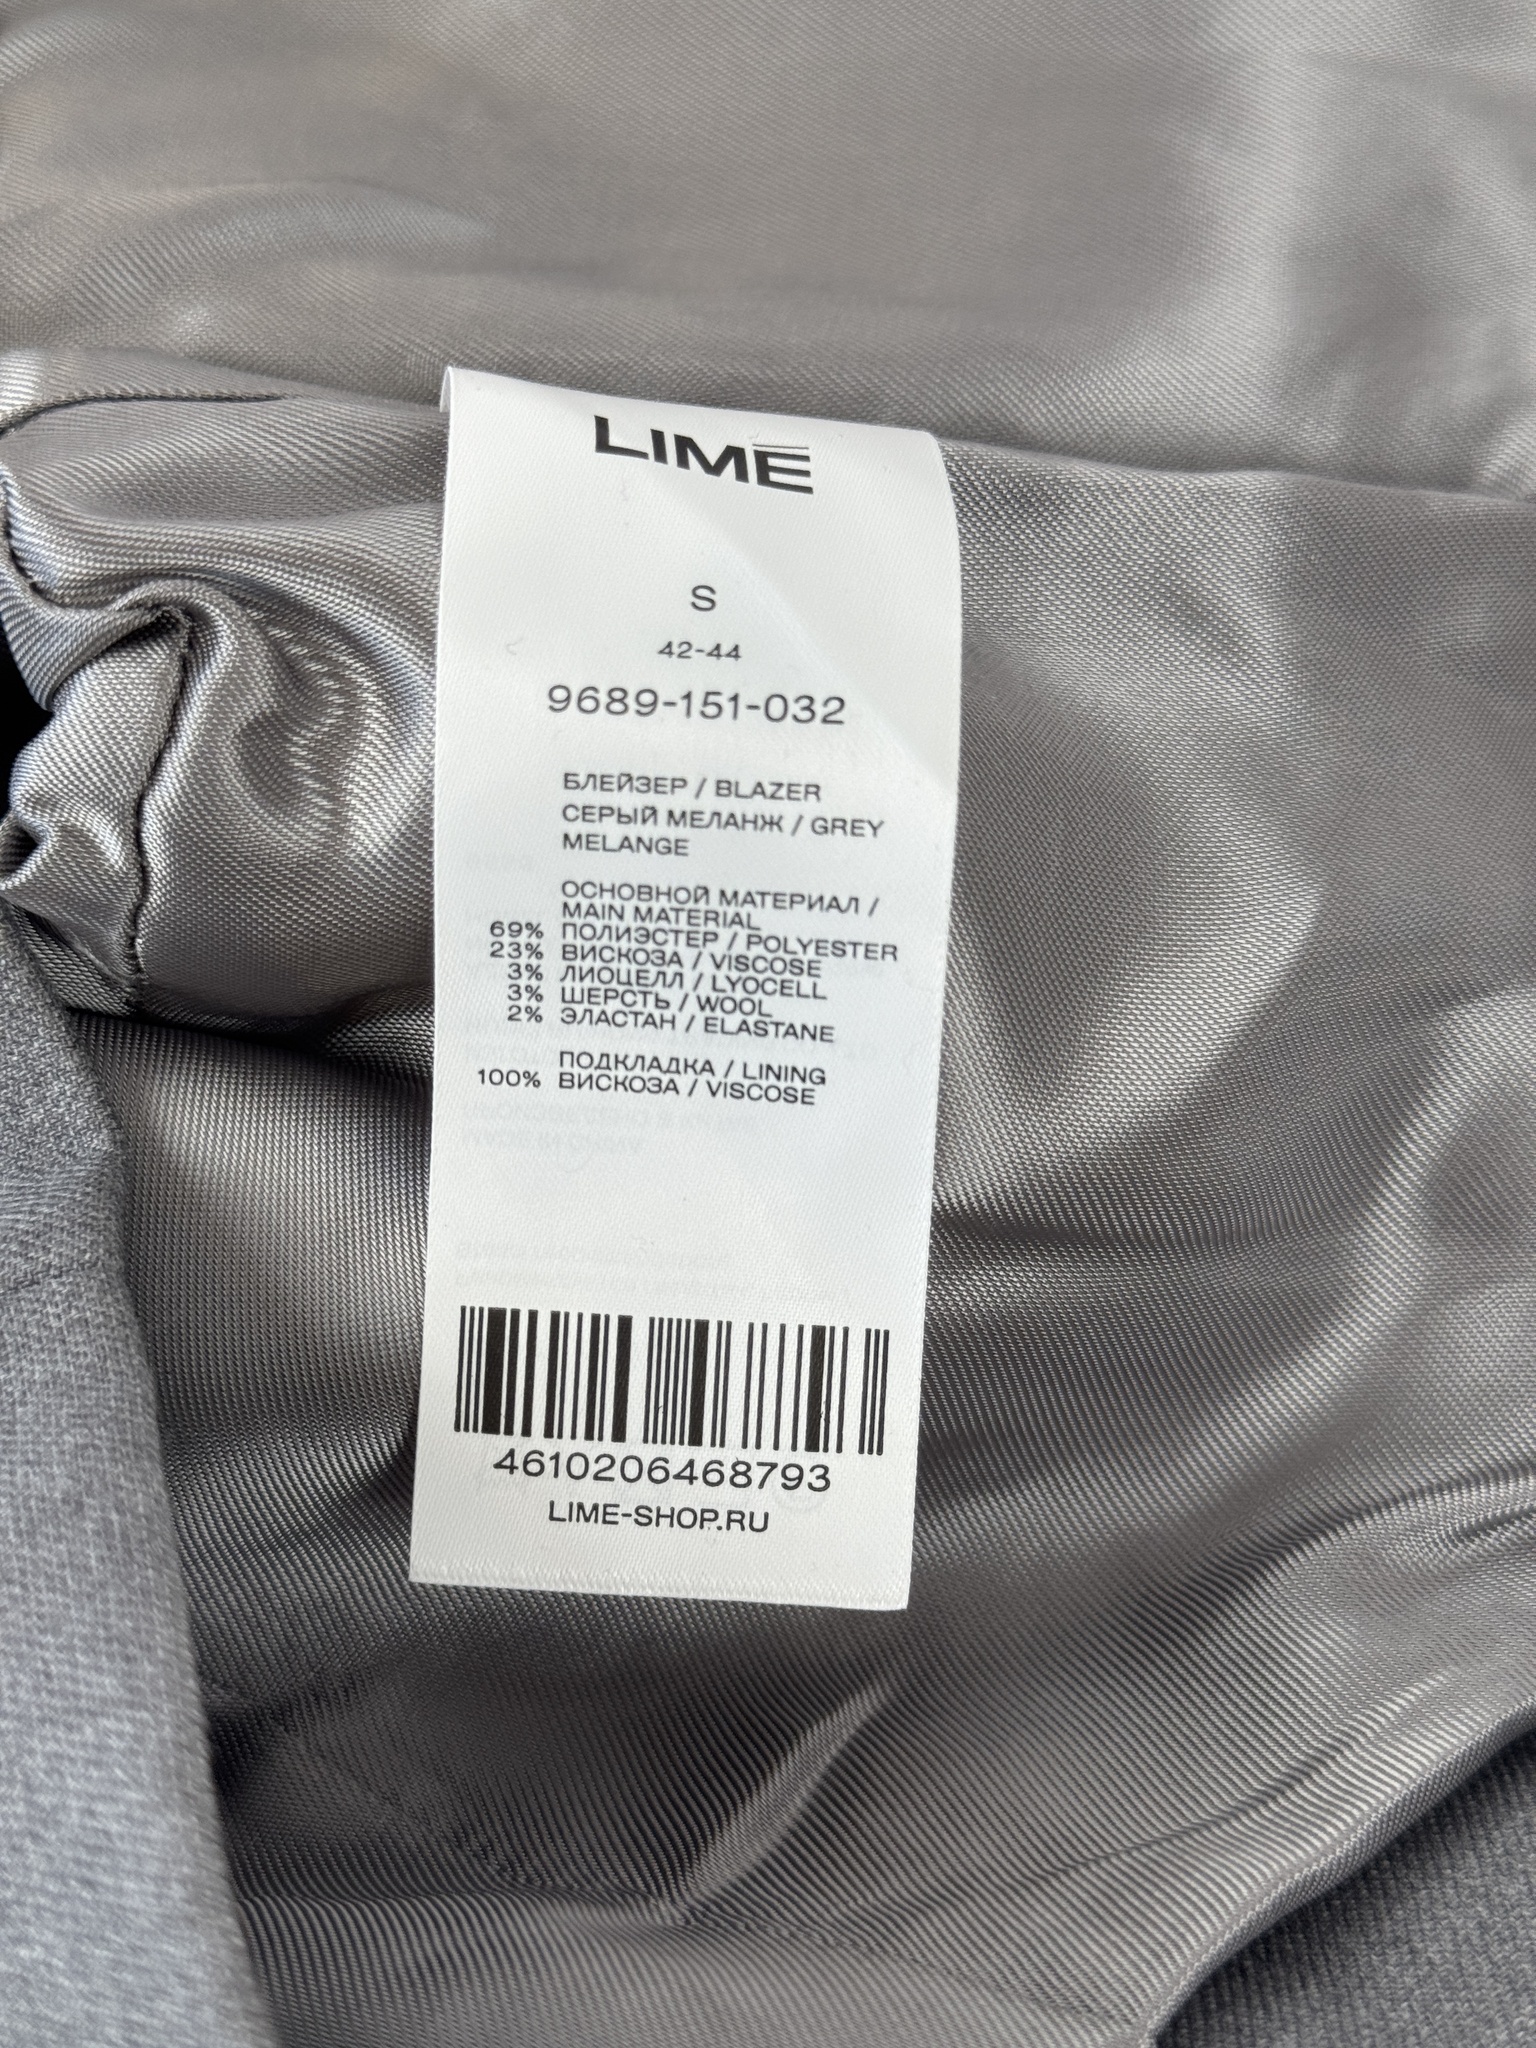 LIMÉ
S
42-44
9689-151-032
БЛЕЙЗЕР / BLAZER
СЕРЫЙ МЕЛАНЖ / GREY
MELANGE
ОСНОВНОЙ МАТЕРИАЛ /
MAIN MATERIAL
69% ПОЛИЭСТЕР / POLYESTER
23% ВИСКОЗА / VISCOSE
3% ЛИОЦЕЛЛ / LYOCELL
3% ШЕРСТЬ / WOOL
2% ЭЛАСТАН / ELASTANE
ПОДКЛАДКА / LINING
100% ВИСКОЗА / VISCOSE
4610206468793
LIME-SHOP.RU